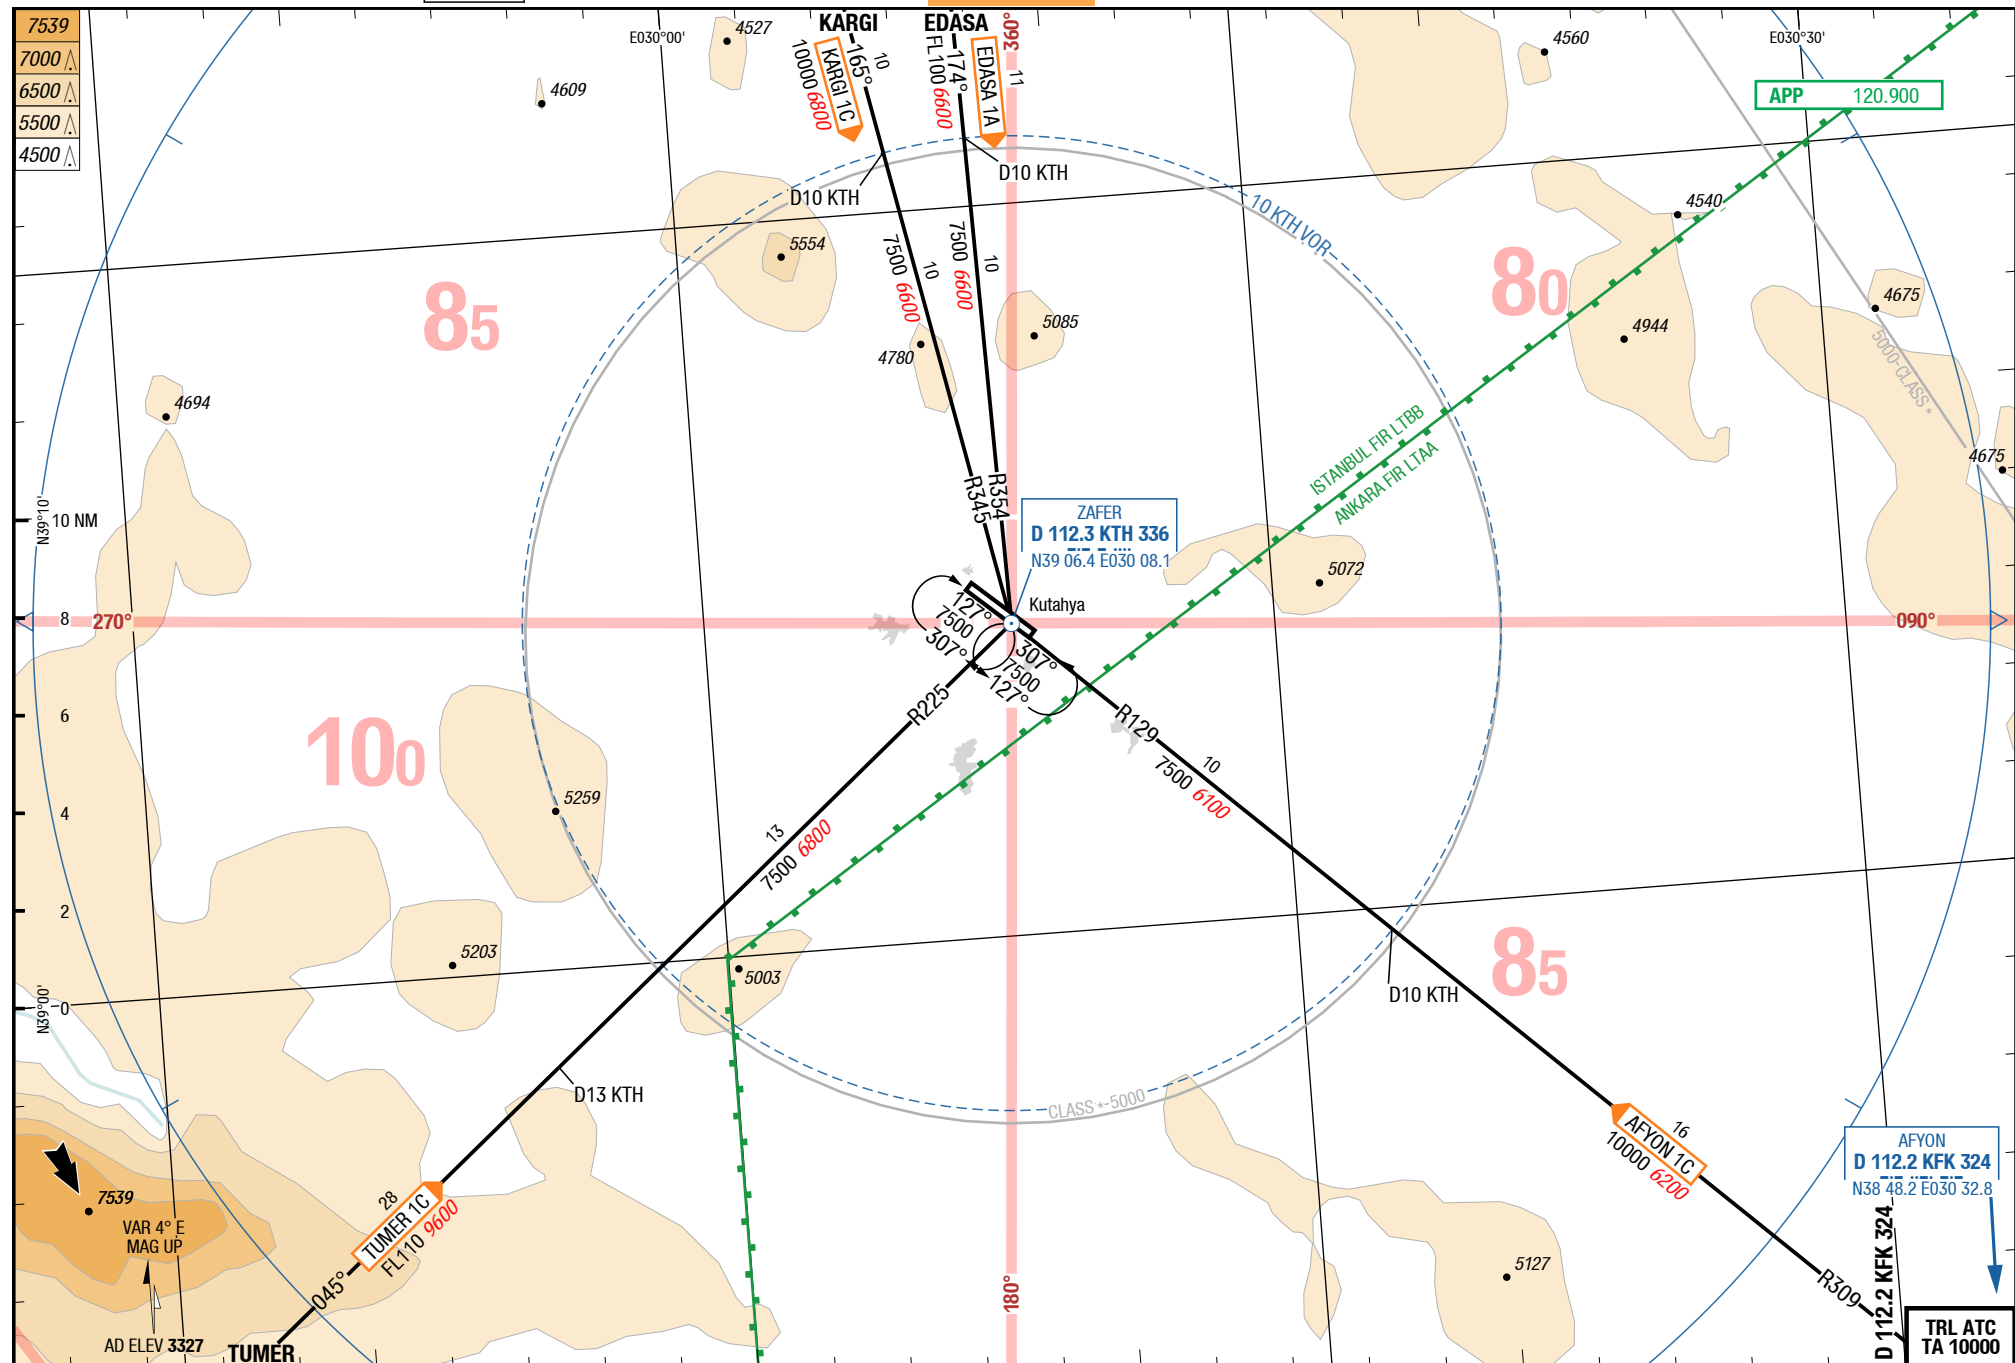 7539
7000
6500
5500
4500
4527
E030°00'
4609
KARGI
EDASA
360°
165°
10
KARGI 1C
10000 6800
174°
FL100 6600
EDASA 1A
11
4560
E030°30'
APP 120.900
D10 KTH
D10 KTH
10 KTH VOR
4540
5554
7500 6600
10
7500 6600
10
85
80
5085
4780
4675
4944
5000-CLASS *
4694
ISTANBUL FIR LTBB
ANKARA FIR LTAA
4675
N39°10'
10 NM
R345
R354
ZAFER
D 112.3 KTH 336
N39 06.4 E030 08.1
5072
Kutahya
8
270°
090°
127°
7500
307°
307°
7500
127°
R225
R129
6
100
10
7500 6100
5259
4
13
7500 6800
2
5203
5003
85
D10 KTH
N39°00'
0
D13 KTH
CLASS *-5000
16
AFYON 1C
10000 6200
AFYON
D 112.2 KFK 324
N38 48.2 E030 32.8
7539
VAR 4° E
MAG UP
28
TUMER 1C
FL110 9600
045°
180°
5127
R309
D 112.2 KFK 324
AD ELEV 3327
TUMER
TRL ATC
TA 10000